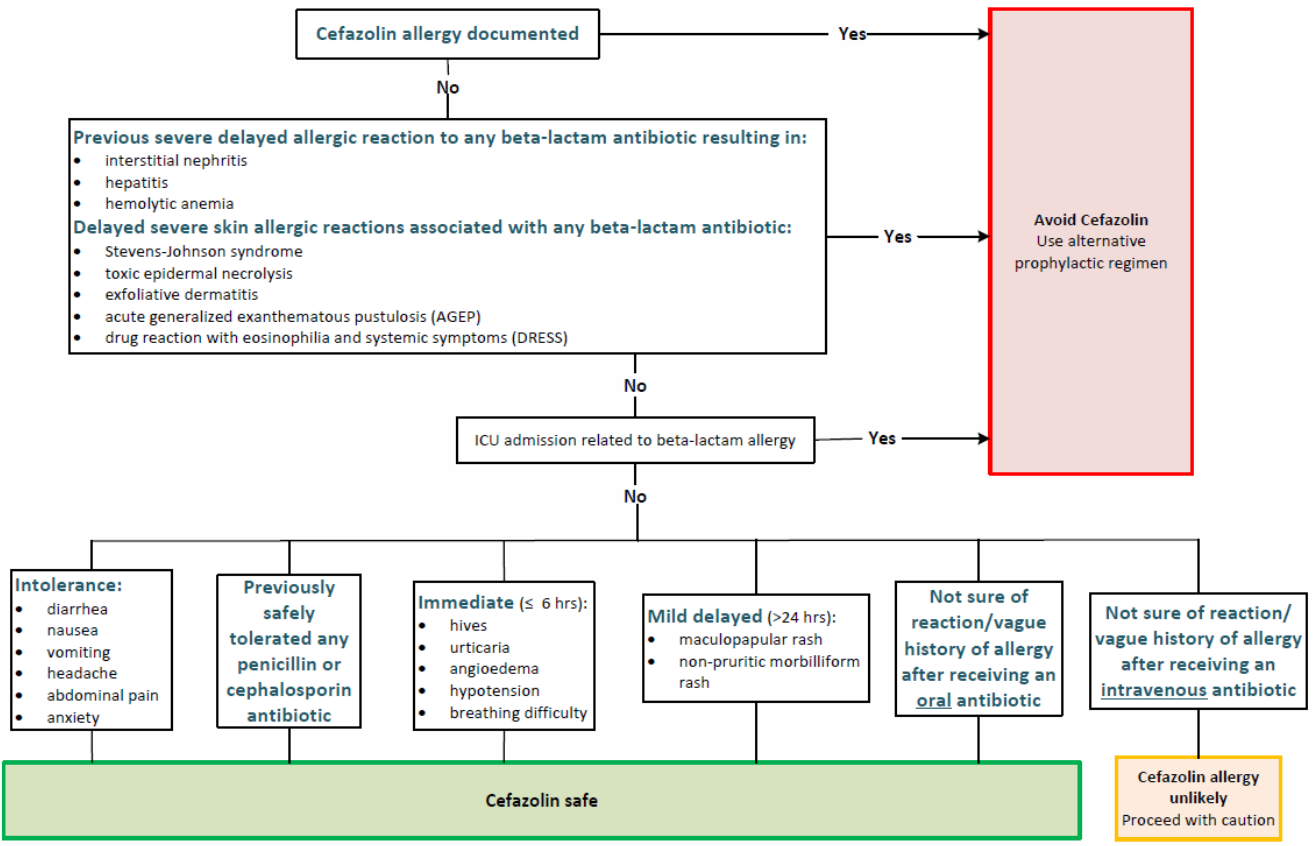 Cefazolin allergy documented
Yes
No
Previous severe delayed allergic reaction to any beta-lactam antibiotic resulting in:
• interstitial nephritis
• hepatitis
• hemolytic anemia
Delayed severe skin allergic reactions associated with any beta-lactam antibiotic:
• Stevens-Johnson syndrome
• toxic epidermal necrolysis
• exfoliative dermatitis
• acute generalized exanthematous pustulosis (AGEP)
• drug reaction with eosinophilia and systemic symptoms (DRESS)
Yes
Avoid Cefazolin
Use alternative
prophylactic regimen
No
ICU admission related to beta-lactam allergy
Yes
No
Intolerance:
• diarrhea
• nausea
• vomiting
• headache
• abdominal pain
• anxiety
Previously
safely
tolerated any
penicillin or
cephalosporin
antibiotic
Immediate (≤ 6 hrs):
• hives
• urticaria
• angioedema
• hypotension
• breathing difficulty
Mild delayed (>24 hrs):
• maculopapular rash
• non-pruritic morbilliform
rash
Not sure of
reaction/vague
history of allergy
after receiving an
oral antibiotic
Not sure of reaction/
vague history of allergy
after receiving an
intravenous antibiotic
Cefazolin safe
Cefazolin allergy
unlikely
Proceed with caution